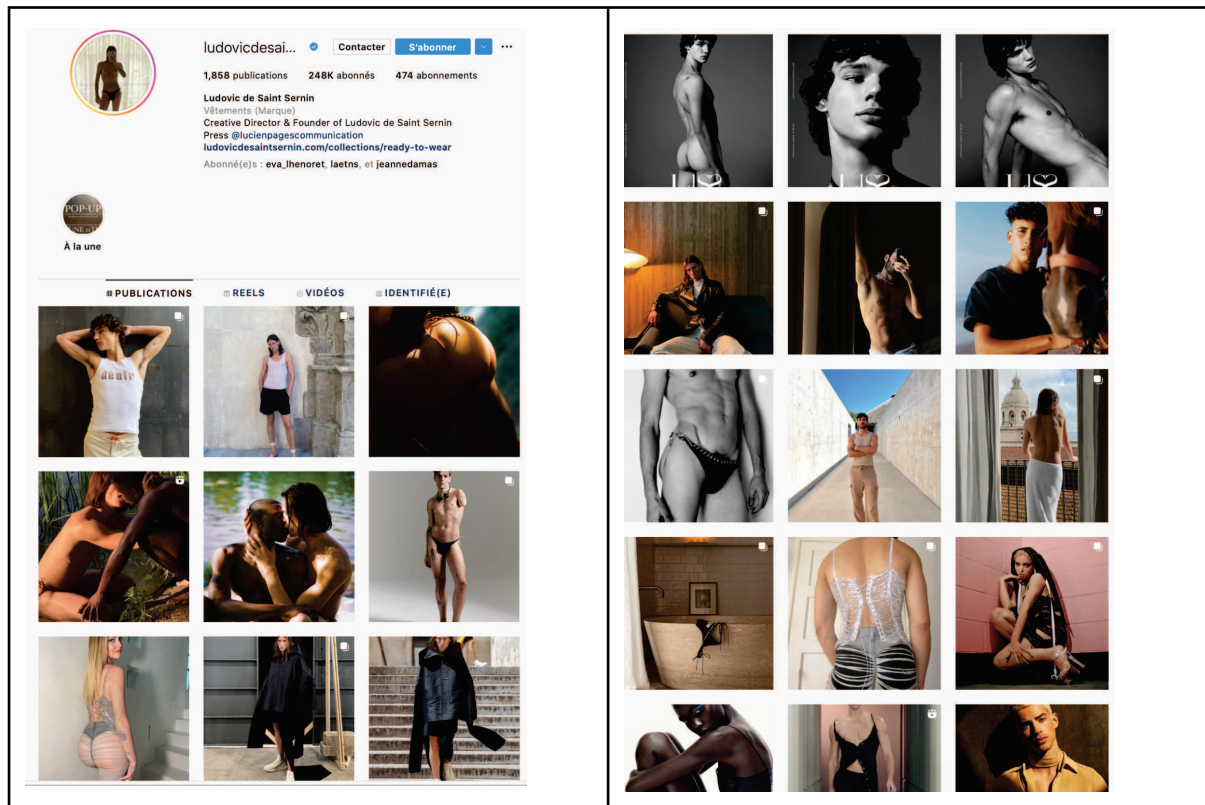 ludovicdesai...
Contacter
S'abonner
1,858 publications 248K abonnés 474 abonnements
Ludovic de Saint Sernin
Vêtements (Marque)
Creative Director & Founder of Ludovic de Saint Sernin
Press @lucienpagescommunication
ludovicdesaintsernin.com/collections/ready-to-wear
Abonné(e)s : eva_lhenoret, laetns, et jeannedamas
POP-UP
À la une
PUBLICATIONS
REELS
VIDÉOS
IDENTIFIÉ(E)